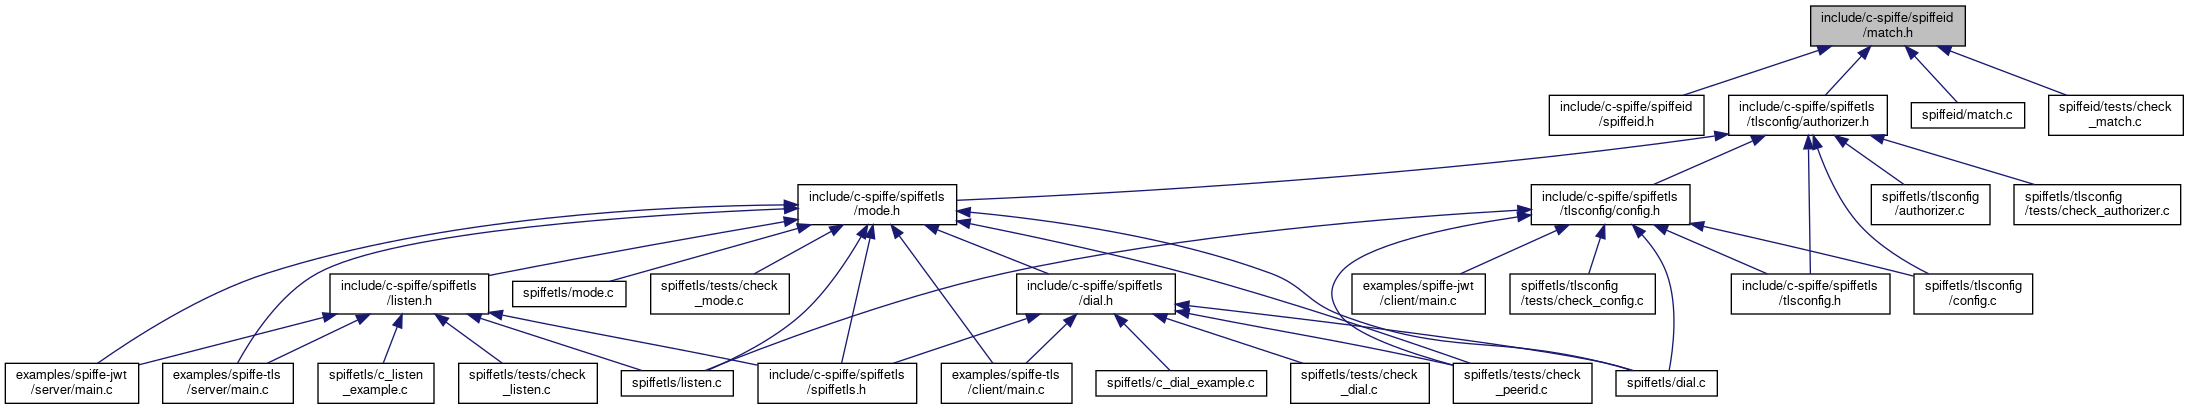 include/c-spiffe/spiffeid
/match.h
include/c-spiffe/spiffeid
/spiffeid.h
include/c-spiffe/spiffetls
/tlsconfig/authorizer.h
spiffeid/match.c
spiffeid/tests/check
_match.c
include/c-spiffe/spiffetls
/mode.h
include/c-spiffe/spiffetls
/tlsconfig/config.h
spiffetls/tlsconfig
/authorizer.c
spiffetls/tlsconfig
/tests/check_authorizer.c
include/c-spiffe/spiffetls
/listen.h
spiffetls/mode.c
spiffetls/tests/check
_mode.c
include/c-spiffe/spiffetls
/dial.h
examples/spiffe-jwt
/client/main.c
spiffetls/tlsconfig
/tests/check_config.c
include/c-spiffe/spiffetls
/tlsconfig.h
spiffetls/tlsconfig
/config.c
examples/spiffe-jwt
/server/main.c
examples/spiffe-tls
/server/main.c
spiffetls/c_listen
_example.c
spiffetls/tests/check
_listen.c
spiffetls/listen.c
include/c-spiffe/spiffetls
/spiffetls.h
examples/spiffe-tls
/client/main.c
spiffetls/c_dial_example.c
spiffetls/tests/check
_dial.c
spiffetls/tests/check
_peerid.c
spiffetls/dial.c